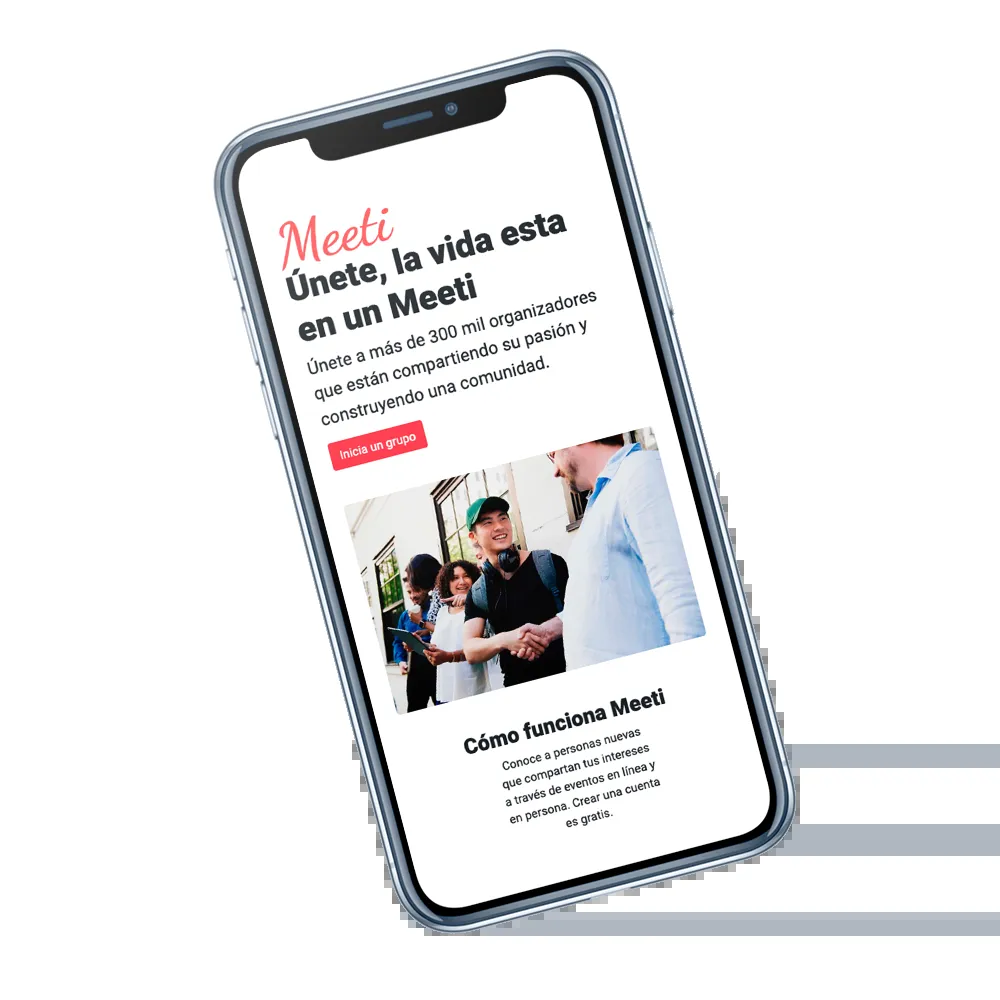 Meeti
Únete, la vida esta
en un Meeti
Únete a más de 300 mil organizadores
que están compartiendo su pasión y
construyendo una comunidad.
Inicia un grupo
Cómo funciona Meeti
Conoce a personas nuevas
que compartan tus intereses
a través de eventos en línea y
en persona. Crear una cuenta
es gratis.